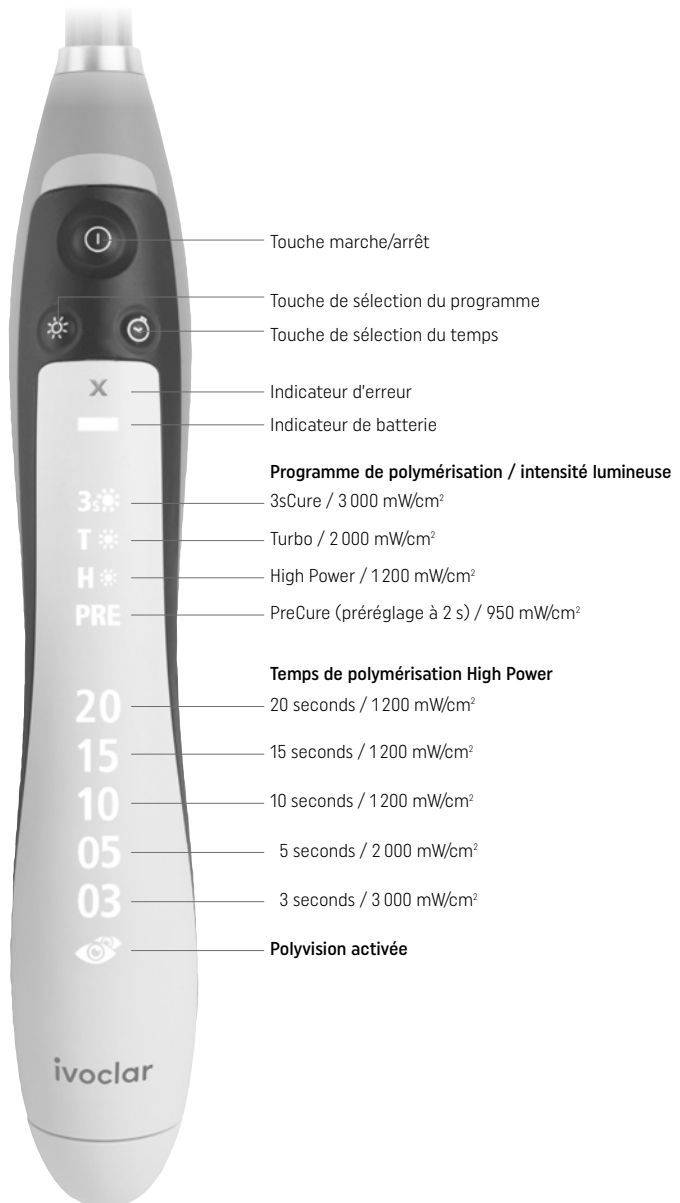 Touche marche/arrêt
Touche de sélection du programme
Touche de sélection du temps
X
Indicateur d'erreur
Indicateur de batterie
Programme de polymérisation / intensité lumineuse
3s
3sCure / 3 000 mW/cm²
T
Turbo / 2 000 mW/cm²
H
High Power / 1 200 mW/cm²
PRE
PreCure (préréglage à 2 s) / 950 mW/cm²
Temps de polymérisation High Power
20
20 seconds / 1 200 mW/cm²
15
15 seconds / 1 200 mW/cm²
10
10 seconds / 1 200 mW/cm²
05
5 seconds / 2 000 mW/cm²
03
3 seconds / 3 000 mW/cm²
Polyvision activée
ivoclar